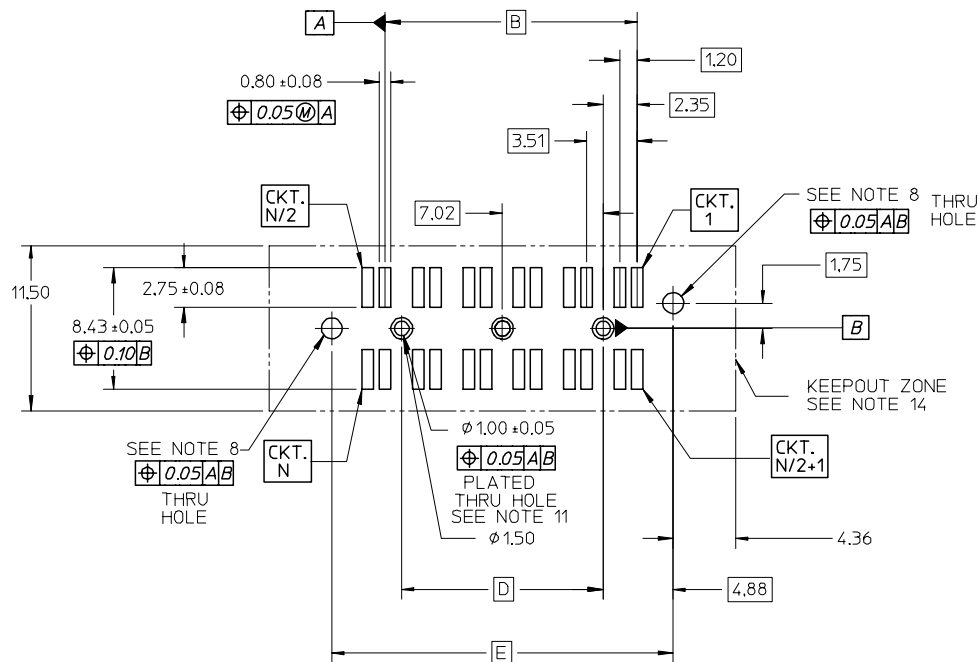 A
B
0.80 ±0.08
⌖ 0.05 Ⓜ A
1.20
2.35
3.51
CKT.
N/2
7.02
CKT.
1
SEE NOTE 8
THRU
HOLE
⌖ 0.05 A B
11.50
2.75 ±0.08
1.75
8.43 ±0.05
⌖ 0.10 B
B
KEEPOUT ZONE
SEE NOTE 14
SEE NOTE 8
⌖ 0.05 A B
THRU
HOLE
CKT.
N
⌀1.00 ±0.05
⌖ 0.05 A B
PLATED
THRU HOLE
SEE NOTE 11
⌀1.50
CKT.
N/2+1
4.36
D
4.88
E